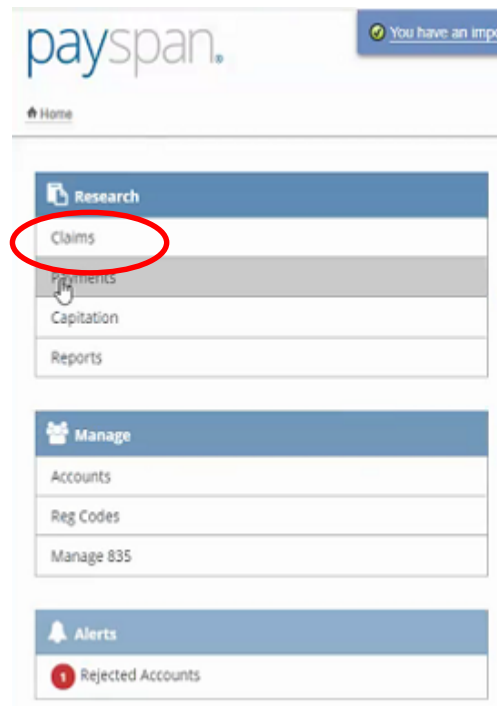 payspan.
You have an impo
Home
Research
Claims
Payments
Capitation
Reports
Manage
Accounts
Reg Codes
Manage 835
Alerts
1 Rejected Accounts